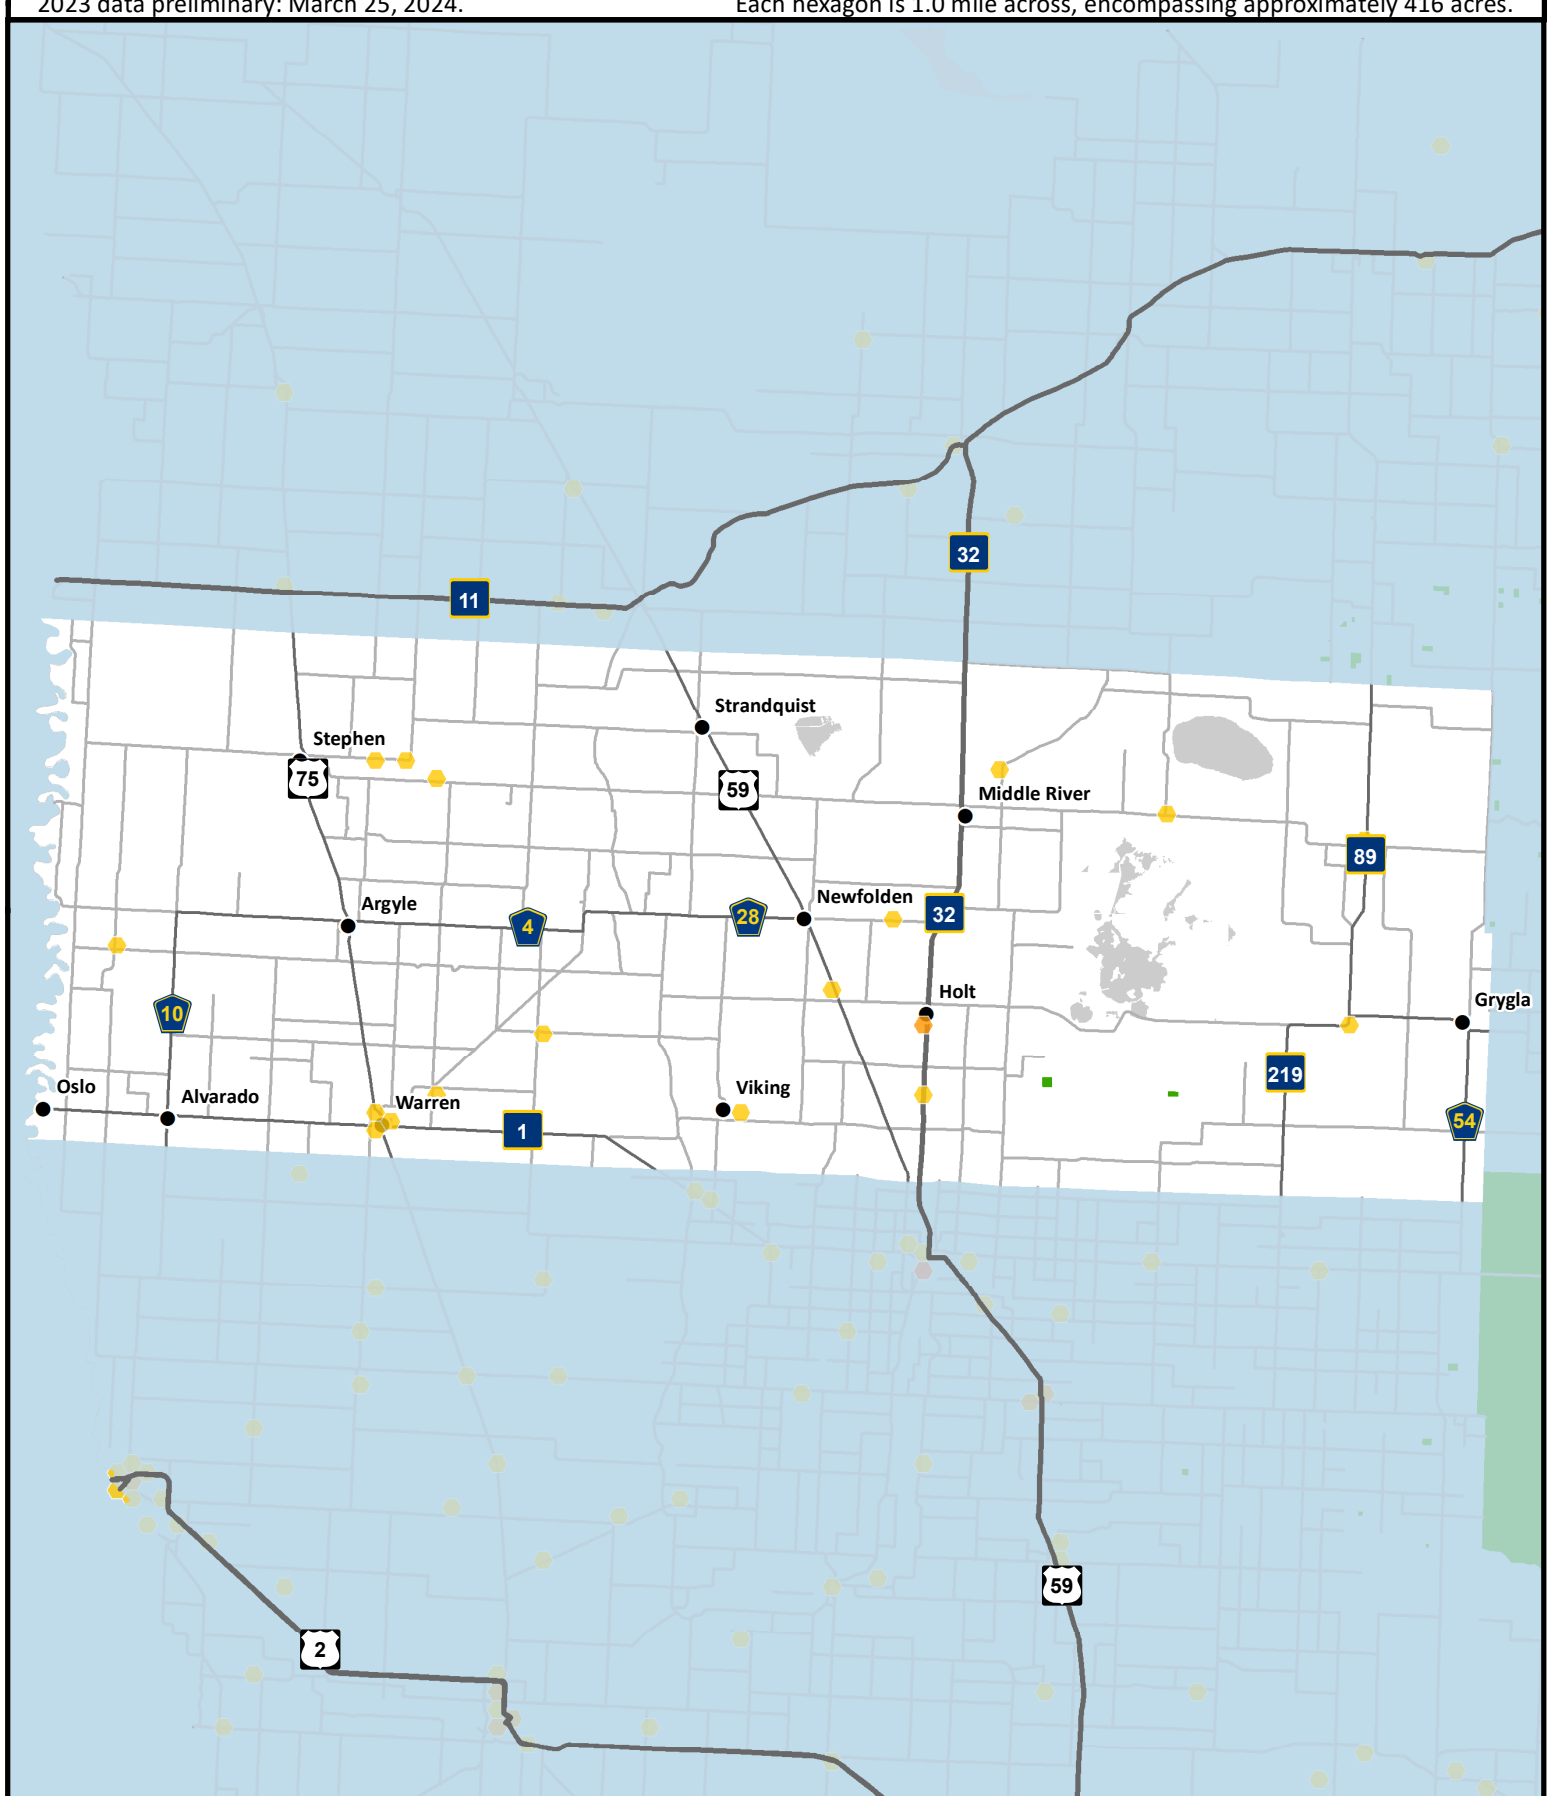 2023 data preliminary: March 25, 2024.
Each hexagon is 1.0 mile across, encompassing approximately 416 acres.
32
11
Strandquist
Stephen
75
59
Middle River
89
Newfolden
Argyle
28
32
4
Holt
Grygla
10
219
Oslo
Viking
Alvarado
Warren
54
1
59
2